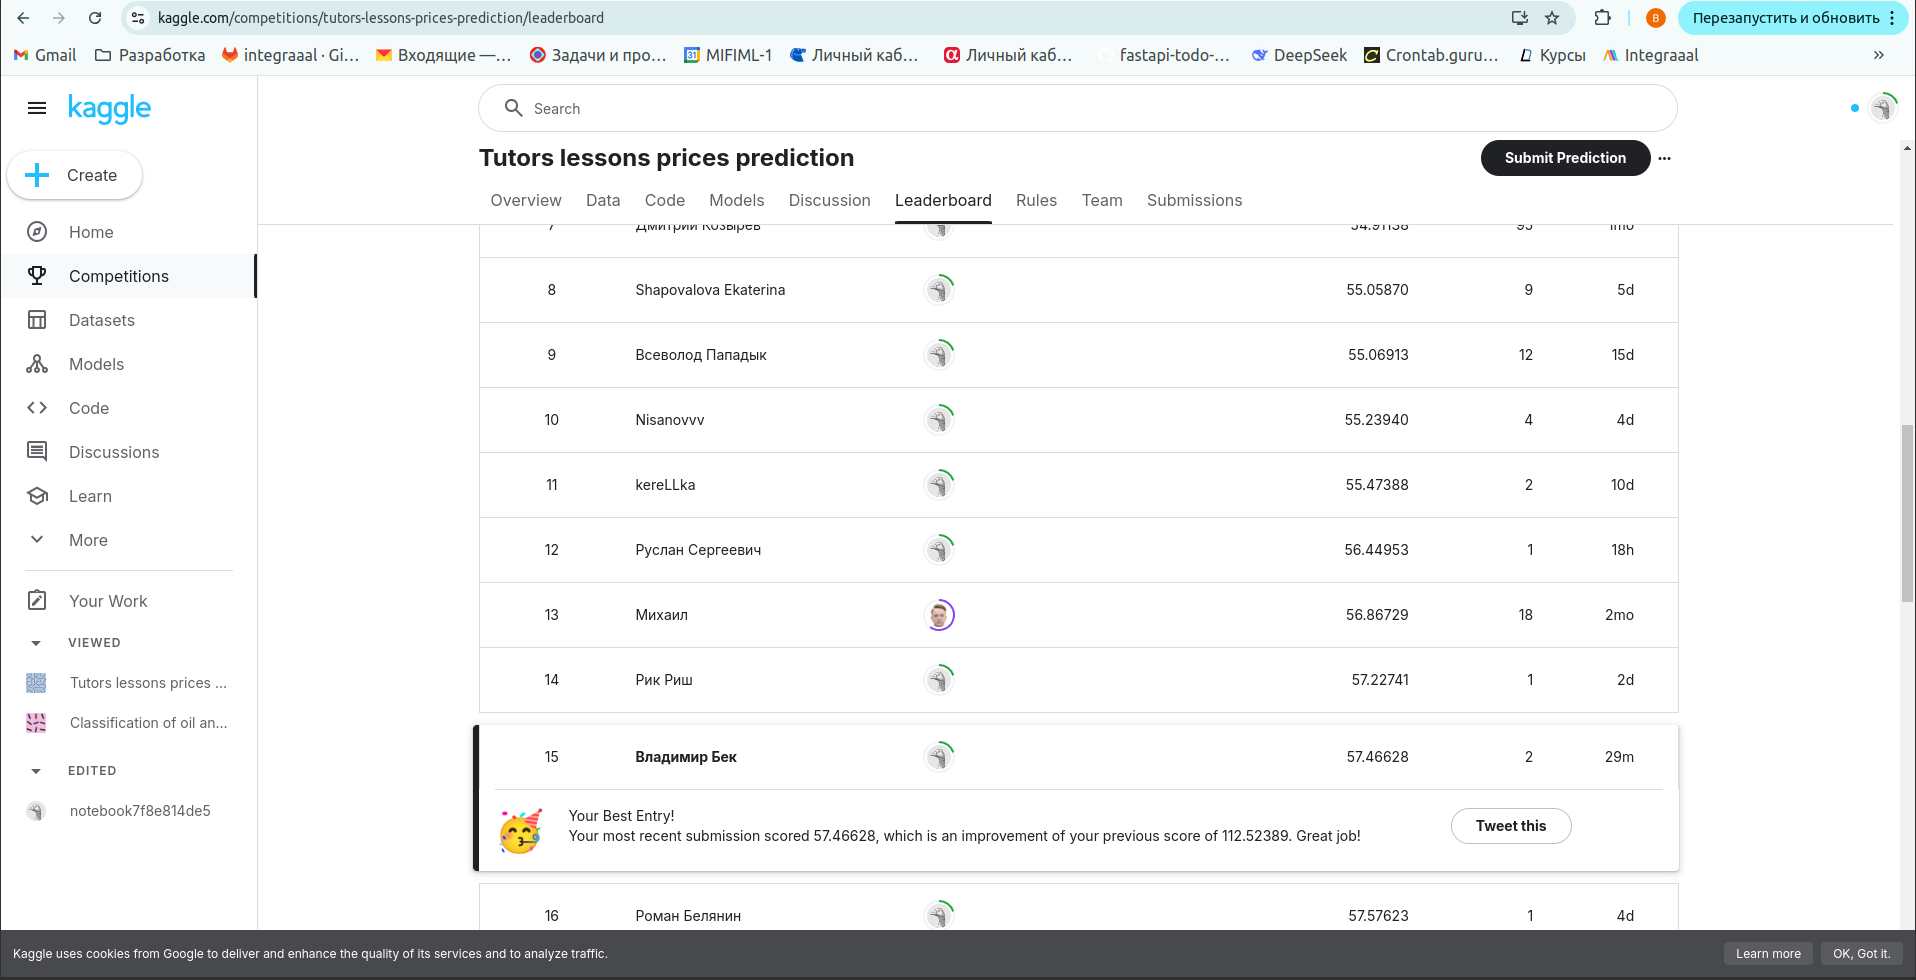 kaggle.com/competitions/tutors-lessons-prices-prediction/leaderboard
Перезапустить и обновить
Gmail Разработка integraaal · Gi... Входящие —... Задачи и про... 31 MIFIML-1 Личный каб... Личный каб... fastapi-todo-... DeepSeek Crontab.guru... Курсы Integraaal »
kaggle
Search
Create
Home
Competitions
Datasets
Models
Code
Discussions
Learn
More
Your Work
VIEWED
Tutors lessons prices ...
Classification of oil an...
EDITED
notebook7f8e814de5
Tutors lessons prices prediction
Submit Prediction
Overview Data Code Models Discussion Leaderboard Rules Team Submissions
7 Дмитрий Козырев 54.91138 95 1mo
8 Shapovalova Ekaterina 55.05870 9 5d
9 Всеволод Пападык 55.06913 12 15d
10 Nisanovvv 55.23940 4 4d
11 kereLLka 55.47388 2 10d
12 Руслан Сергеевич 56.44953 1 18h
13 Михаил 56.86729 18 2mo
14 Рик Риш 57.22741 1 2d
15 Владимир Бек 57.46628 2 29m
Your Best Entry!
Your most recent submission scored 57.46628, which is an improvement of your previous score of 112.52389. Great job!
Tweet this
16 Роман Белянин 57.57623 1 4d
Kaggle uses cookies from Google to deliver and enhance the quality of its services and to analyze traffic.
Learn more
OK, Got it.